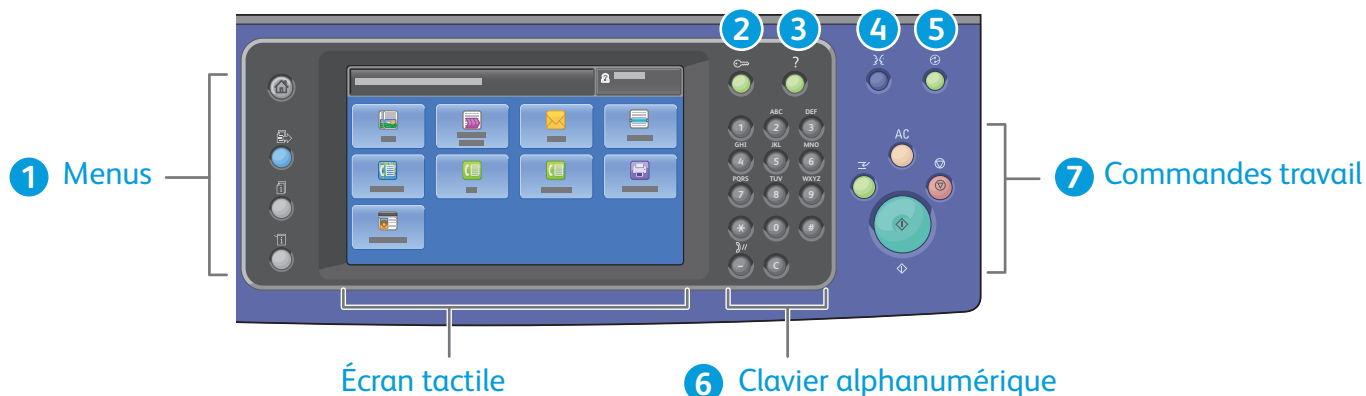 2 3 4 5
?
ABC DEF
1 2 3
GHI JKL MNO
AC
4 5 6
1 Menus
PQRS TUV WXYZ
7 Commandes travail
7 8 9
* 0 #
- C
Écran tactile
6 Clavier alphanumérique